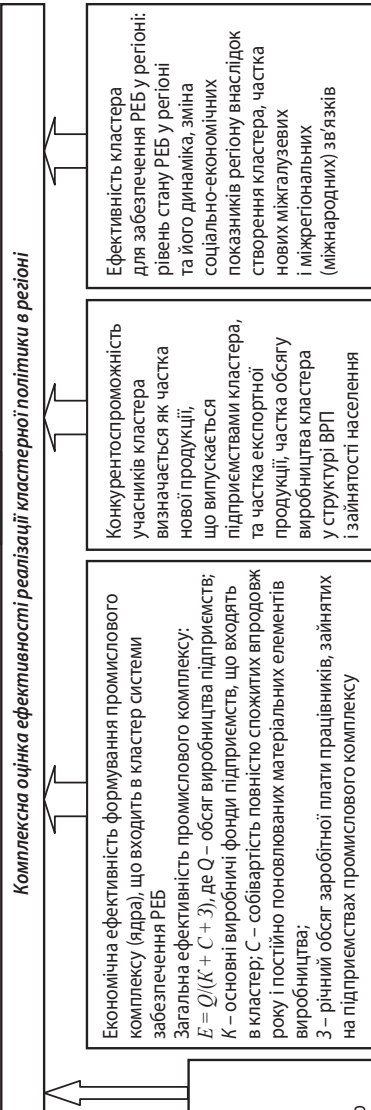 Комплексна оцінка ефективності реалізації кластерної політики в регіоні
Економічна ефективність формування промислового
комплексу (ядра), що входить в кластер системи
забезпечення РЕБ
Загальна ефективність промислового комплексу:
E = Q/(K + C + З), де Q – обсяг виробництва підприємств;
K – основні виробничі фонди підприємств, що входять
в кластер; C – собівартість повністю спожитих впродовж
року і постійно поновлюваних матеріальних елементів
виробництва;
З – річний обсяг заробітної плати працівників, зайнятих
на підприємствах промислового комплексу
Конкурентоспроможність
учасників кластера
визначається як частка
нової продукції,
що випускається
підприємствами кластера,
та частка експортної
продукції, частка обсягу
виробництва кластера
у структурі ВРП
і зайнятості населення
Ефективність кластера
для забезпечення РЕБ у регіоні:
рівень стану РЕБ у регіоні
та його динаміка, зміна
соціально-економічних
показників регіону внаслідок
створення кластера, частка
нових міжгалузевих
і міжрегіональних
(міжнародних) зв’язків